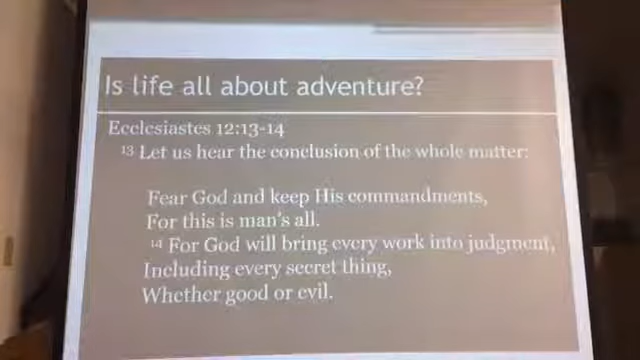 Is life all about adventure?
Ecclesiastes 12:13-14
13 Let us hear the conclusion of the whole matter:
Fear God and keep His commandments,
For this is man's all.
14 For God will bring every work into judgment,
Including every secret thing,
Whether good or evil.